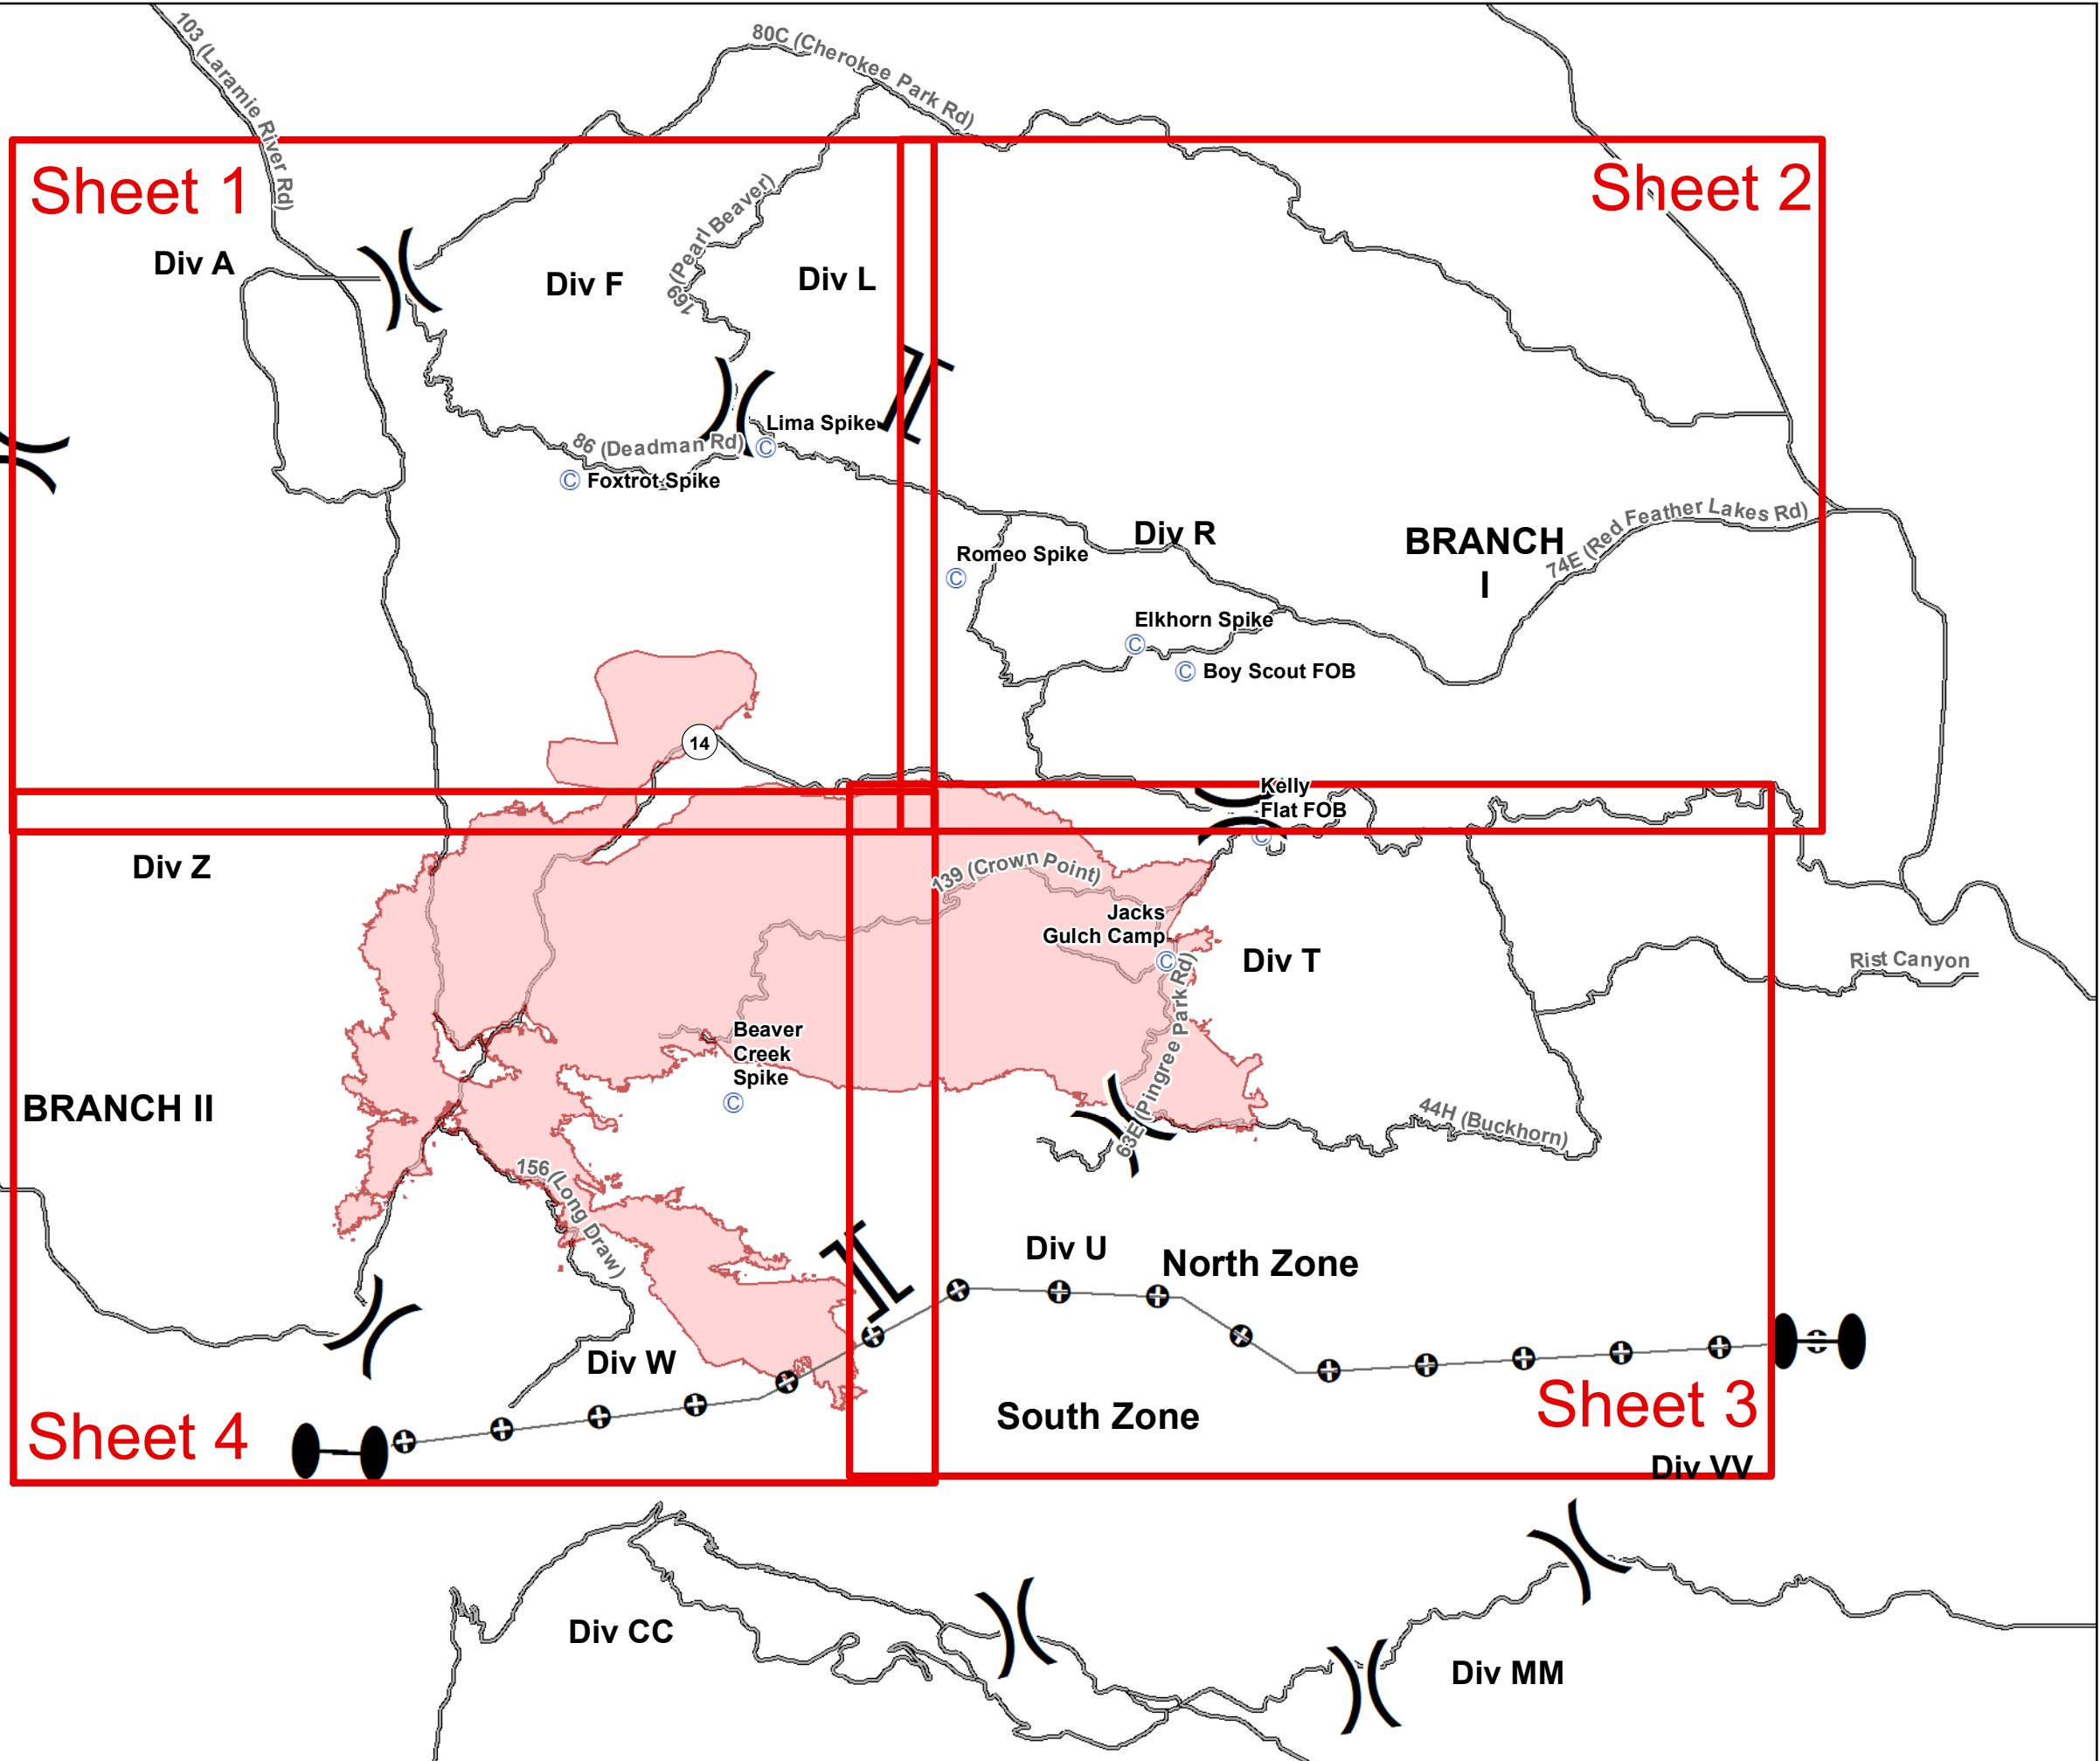 103 (Laramie River Rd)
80C (Cherokee Park Rd)
Sheet 1
Sheet 2
Div A
Div F
169 (Pearl Beaver)
Div L
Lima Spike
86 (Deadman Rd)
©
© Foxtrot Spike
Div R
BRANCH
I
74E (Red Feather Lakes Rd)
Romeo Spike
©
Elkhorn Spike
©
© Boy Scout FOB
14
Kelly
Flat FOB
©
Div Z
139 (Crown Point)
Jacks
Gulch Camp
©
Div T
Rist Canyon
Beaver
Creek
Spike
©
63E (Pingree Park Rd)
BRANCH II
44H (Buckhorn)
156 (Long Draw)
Div U
North Zone
Div W
South Zone
Sheet 3
Sheet 4
Div VV
Div CC
Div MM